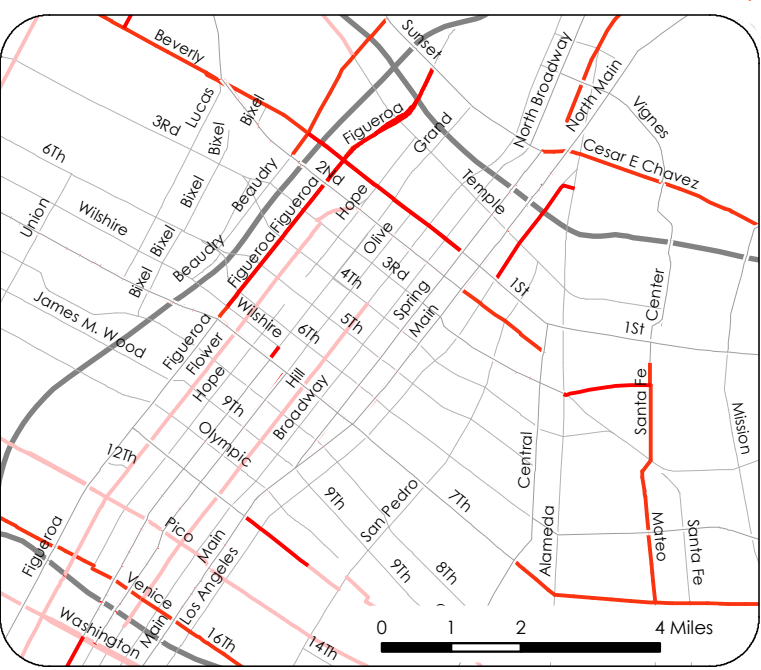 Sunset
Beverly
North Broadway
North Main
Lucas
Bixel
Vignes
3Rd
Bixel
Figueroa
Grand
Cesar E Chavez
6Th
Beaudry
2Nd
Temple
Bixel
Figueroa
Hope
Union
Wilshire
Bixel
Olive
Beaudry
Figueroa
3Rd
Bixel
4Th
1St
Center
Spring
James M. Wood
Wilshire
5Th
Main
1St
Figueroa
6Th
Flower
Hope
Hill
Santa Fe
9Th
Broadway
Mission
Olympic
12Th
Central
9Th
San Pedro
7Th
Figueroa
Pico
Main
Alameda
Mateo
Santa Fe
Los Angeles
9Th
8Th
Venice
Washington
Main
16Th
14Th
0 1 2 4 Miles